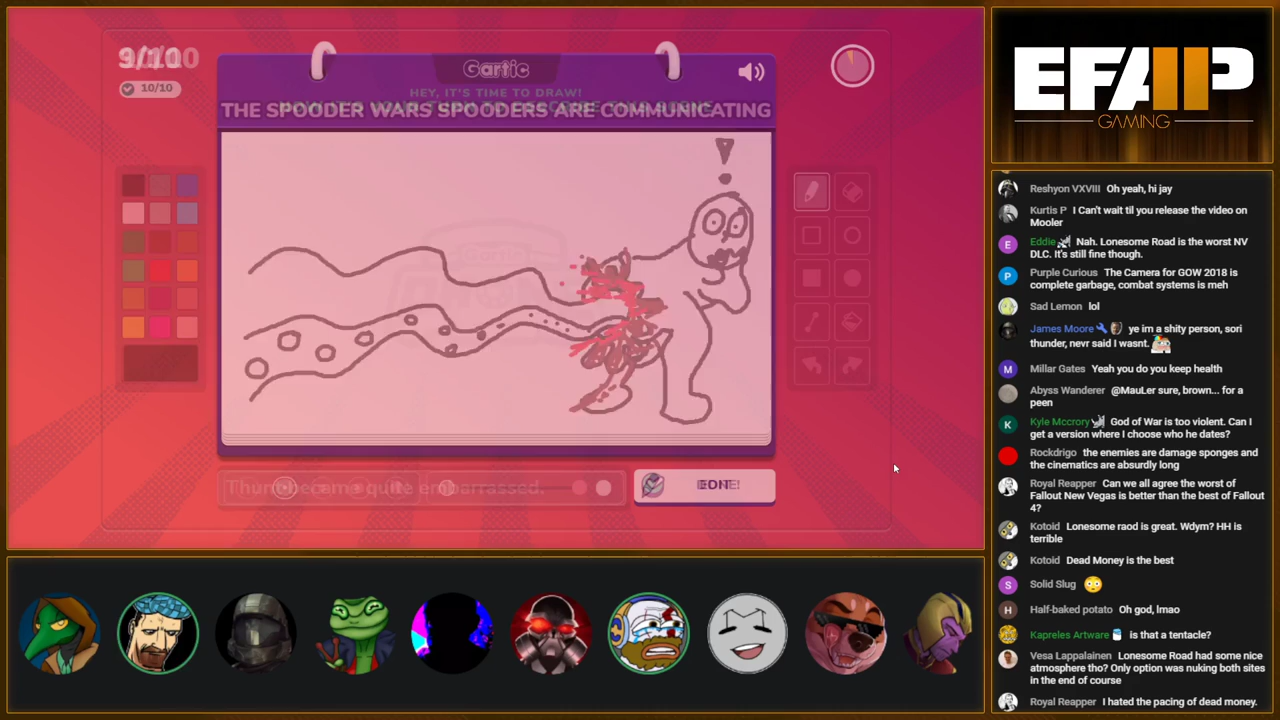 9/10
10/10
Gartic
HEY, IT'S TIME TO DRAW!
THE SPOODER WARS SPOODERS ARE COMMUNICATING
!
Thum became quite embarrassed.
EFAP
GAMING
Reshyon VXVIII Oh yeah, hi jay
Kurtis P I Can't wait til you release the video on
Mooler
Eddie Nah. Lonesome Road is the worst NV
DLC. It's still fine though.
Purple Curious The Camera for GOW 2018 is
complete garbage, combat systems is meh
Sad Lemon lol
James Moore ye im a shity person, sori
thunder, nevr said I wasnt.
Millar Gates Yeah you do you keep health
Abyss Wanderer @MauLer sure, brown... for a
peen
Kyle Mccrory God of War is too violent. Can I
get a version where I choose who he dates?
Rockdrigo the enemies are damage sponges and
the cinematics are absurdly long
Royal Reapper Can we all agree the worst of
Fallout New Vegas is better than the best of Fallout
4?
Kotoid Lonesome raod is great. Wdym? HH is
terrible
Kotoid Dead Money is the best
Solid Slug
Half-baked potato Oh god, lmao
Kapreles Artware is that a tentacle?
Vesa Lappalainen Lonesome Road had some nice
atmosphere tho? Only option was nuking both sites
in the end of course
Royal Reapper I hated the pacing of dead money.